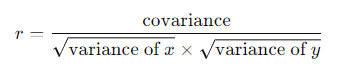 r = covariance / √variance of x × √variance of y